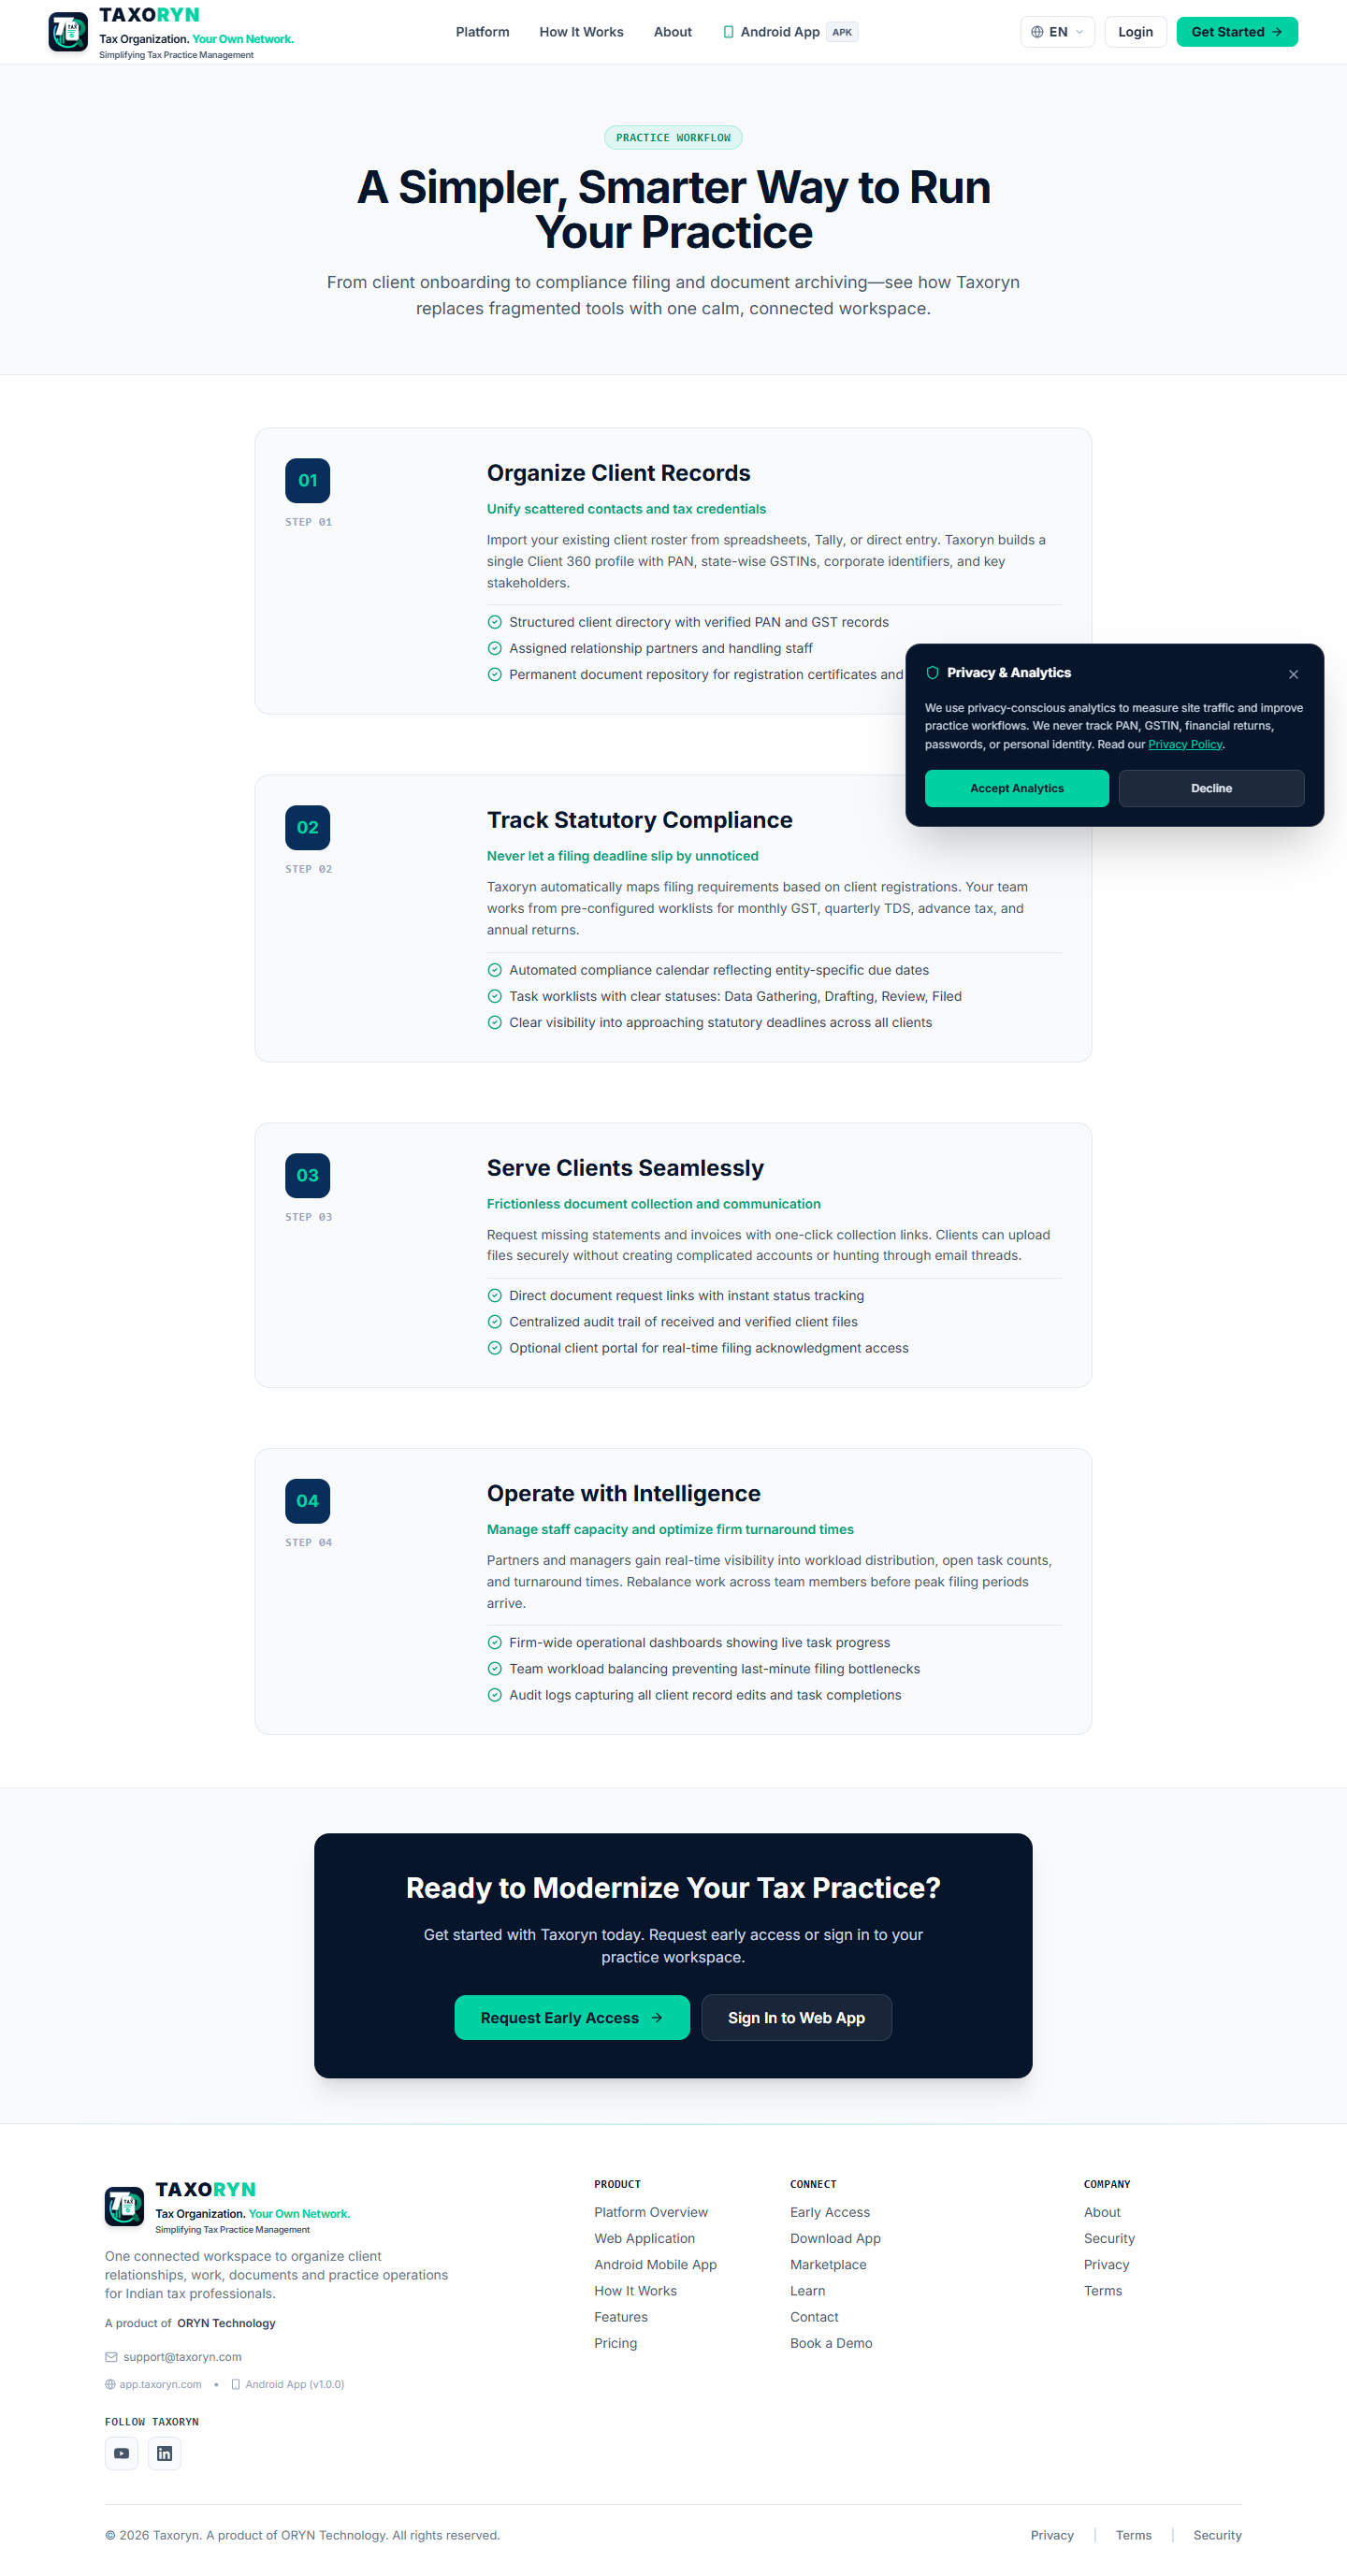 TAXORYN
Tax Organization. Your Own Network.
Simplifying Tax Practice Management
Platform
How It Works
About
Android App APK
EN
Login
Get Started
PRACTICE WORKFLOW
A Simpler, Smarter Way to Run
Your Practice
From client onboarding to compliance filing and document archiving—see how Taxoryn
replaces fragmented tools with one calm, connected workspace.
01
STEP 01
Organize Client Records
Unify scattered contacts and tax credentials
Import your existing client roster from spreadsheets, Tally, or direct entry. Taxoryn builds a
single Client 360 profile with PAN, state-wise GSTINs, corporate identifiers, and key
stakeholders.
Structured client directory with verified PAN and GST records
Assigned relationship partners and handling staff
Permanent document repository for registration certificates and
Privacy & Analytics
We use privacy-conscious analytics to measure site traffic and improve
practice workflows. We never track PAN, GSTIN, financial returns,
passwords, or personal identity. Read our Privacy Policy.
Accept Analytics
Decline
02
STEP 02
Track Statutory Compliance
Never let a filing deadline slip by unnoticed
Taxoryn automatically maps filing requirements based on client registrations. Your team
works from pre-configured worklists for monthly GST, quarterly TDS, advance tax, and
annual returns.
Automated compliance calendar reflecting entity-specific due dates
Task worklists with clear statuses: Data Gathering, Drafting, Review, Filed
Clear visibility into approaching statutory deadlines across all clients
03
STEP 03
Serve Clients Seamlessly
Frictionless document collection and communication
Request missing statements and invoices with one-click collection links. Clients can upload
files securely without creating complicated accounts or hunting through email threads.
Direct document request links with instant status tracking
Centralized audit trail of received and verified client files
Optional client portal for real-time filing acknowledgment access
04
STEP 04
Operate with Intelligence
Manage staff capacity and optimize firm turnaround times
Partners and managers gain real-time visibility into workload distribution, open task counts,
and turnaround times. Rebalance work across team members before peak filing periods
arrive.
Firm-wide operational dashboards showing live task progress
Team workload balancing preventing last-minute filing bottlenecks
Audit logs capturing all client record edits and task completions
Ready to Modernize Your Tax Practice?
Get started with Taxoryn today. Request early access or sign in to your
practice workspace.
Request Early Access
Sign In to Web App
TAXORYN
Tax Organization. Your Own Network.
Simplifying Tax Practice Management
One connected workspace to organize client
relationships, work, documents and practice operations
for Indian tax professionals.
A product of ORYN Technology
support@taxoryn.com
app.taxoryn.com • Android App (v1.0.0)
FOLLOW TAXORYN
PRODUCT
Platform Overview
Web Application
Android Mobile App
How It Works
Features
Pricing
CONNECT
Early Access
Download App
Marketplace
Learn
Contact
Book a Demo
COMPANY
About
Security
Privacy
Terms
© 2026 Taxoryn. A product of ORYN Technology. All rights reserved.
Privacy
Terms
Security